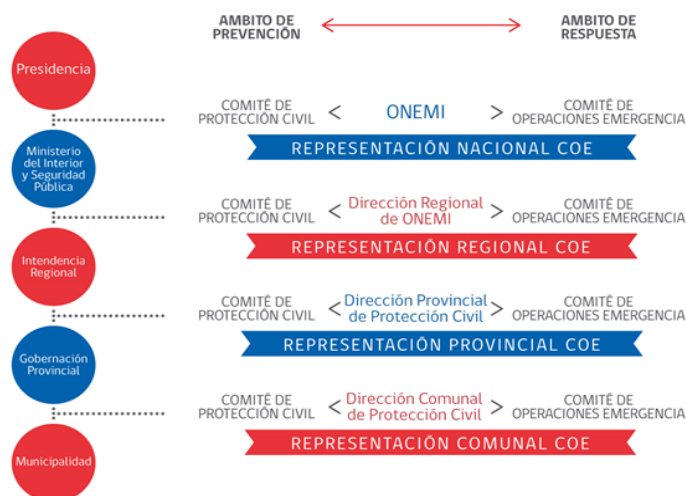 AMBITO DE
PREVENCIÓN
AMBITO DE
RESPUESTA
Presidencia
COMITÉ DE
PROTECCIÓN CIVIL
< ONEMI >
COMITÉ DE
OPERACIONES EMERGENCIA
REPRESENTACIÓN NACIONAL COE
Ministerio
del Interior
y Seguridad
Pública
COMITÉ DE
PROTECCIÓN CIVIL
< Dirección Regional >
de ONEMI
COMITÉ DE
OPERACIONES EMERGENCIA
REPRESENTACIÓN REGIONAL COE
Intendencia
Regional
COMITÉ DE
PROTECCIÓN CIVIL
< Dirección Provincial >
de Protección Civil
COMITÉ DE
OPERACIONES EMERGENCIA
REPRESENTACIÓN PROVINCIAL COE
Gobernación
Provincial
COMITÉ DE
PROTECCIÓN CIVIL
< Dirección Comunal >
de Protección Civil
COMITÉ DE
OPERACIONES EMERGENCIA
REPRESENTACIÓN COMUNAL COE
Municipalidad